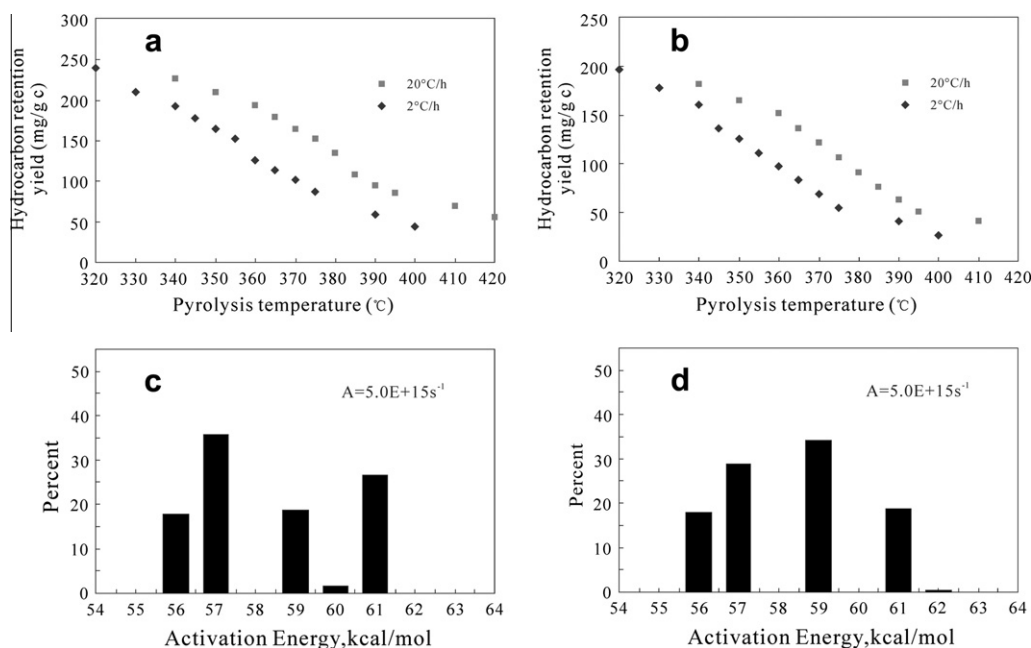 a
Hydrocarbon retention
yield (mg/g c)
300
250
200
150
100
50
0
20°C/h
2°C/h
320 330 340 350 360 370 380 390 400 410 420
Pyrolysis temperature (℃)
b
Hydrocarbon retention
yield (mg/g c)
250
200
150
100
50
0
20°C/h
2°C/h
320 330 340 350 360 370 380 390 400 410 420
Pyrolysis temperature (℃)
c
A=5.0E+15s⁻¹
Percent
50
40
30
20
10
0
54 55 56 57 58 59 60 61 62 63 64
Activation Energy,kcal/mol
d
A=5.0E+15s⁻¹
Percent
50
40
30
20
10
0
54 55 56 57 58 59 60 61 62 63 64
Activation Energy,kcal/mol